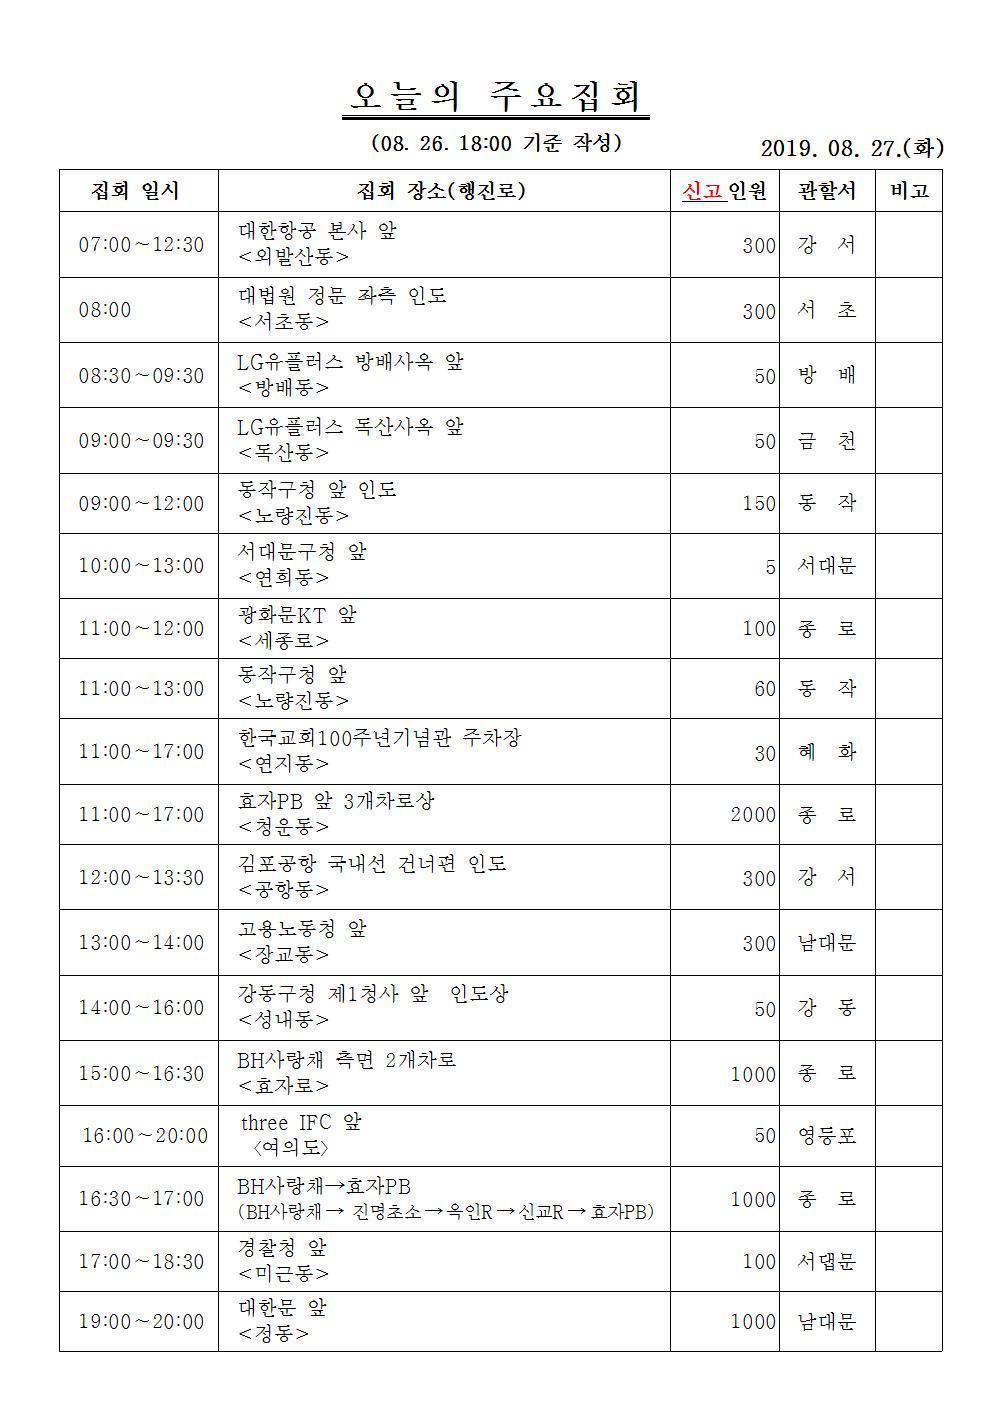 오늘의 주요집회
(08. 26. 18:00 기준 작성)
2019. 08. 27.(화)
집회 일시 집회 장소(행진로) 신고인원 관할서 비고
07:00~12:30 대한항공 본사 앞 <외발산동> 300 강 서
08:00 대법원 정문 좌측 인도 <서초동> 300 서 초
08:30~09:30 LG유플러스 방배사옥 앞 <방배동> 50 방 배
09:00~09:30 LG유플러스 독산사옥 앞 <독산동> 50 금 천
09:00~12:00 동작구청 앞 인도 <노량진동> 150 동 작
10:00~13:00 서대문구청 앞 <연희동> 5 서대문
11:00~12:00 광화문KT 앞 <세종로> 100 종 로
11:00~13:00 동작구청 앞 <노량진동> 60 동 작
11:00~17:00 한국교회100주년기념관 주차장 <연지동> 30 혜 화
11:00~17:00 효자PB 앞 3개차로상 <청운동> 2000 종 로
12:00~13:30 김포공항 국내선 건너편 인도 <공항동> 300 강 서
13:00~14:00 고용노동청 앞 <장교동> 300 남대문
14:00~16:00 강동구청 제1청사 앞 인도상 <성내동> 50 강 동
15:00~16:30 BH사랑채 측면 2개차로 <효자로> 1000 종 로
16:00~20:00 three IFC 앞 〈여의도〉 50 영등포
16:30~17:00 BH사랑채→효자PB (BH사랑채→ 진명초소→옥인R→신교R→효자PB) 1000 종 로
17:00~18:30 경찰청 앞 <미근동> 100 서댑문
19:00~20:00 대한문 앞 <정동> 1000 남대문